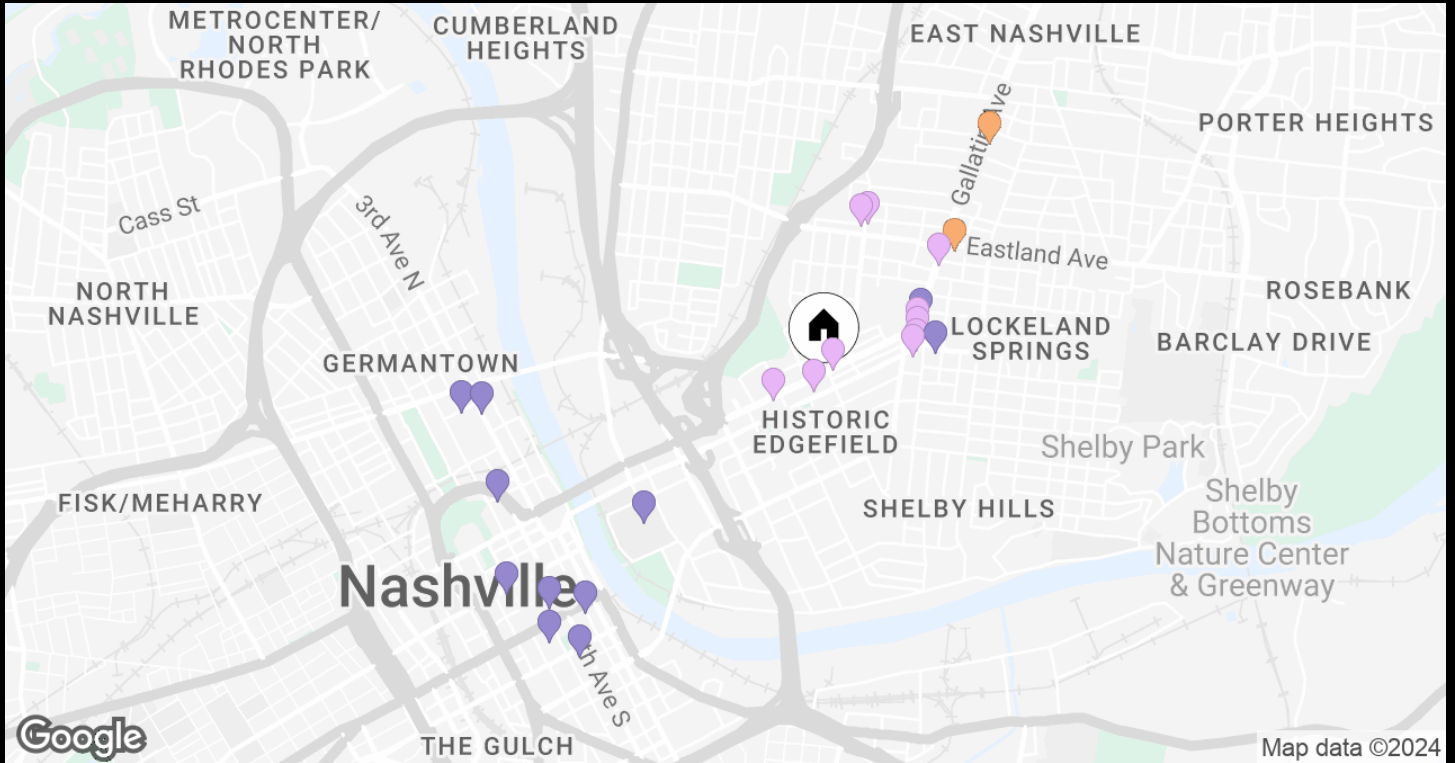 METROCENTER/
NORTH
RHODES PARK
CUMBERLAND
HEIGHTS
EAST NASHVILLE
PORTER HEIGHTS
Gallatin Ave
Cass St
3rd Ave N
Eastland Ave
NORTH
NASHVILLE
ROSEBANK
LOCKELAND
SPRINGS
BARCLAY DRIVE
GERMANTOWN
HISTORIC
EDGEFIELD
Shelby Park
FISK/MEHARRY
SHELBY HILLS
Shelby
Bottoms
Nature Center
& Greenway
Nashville
Ave S
THE GULCH
Google
Map data ©2024